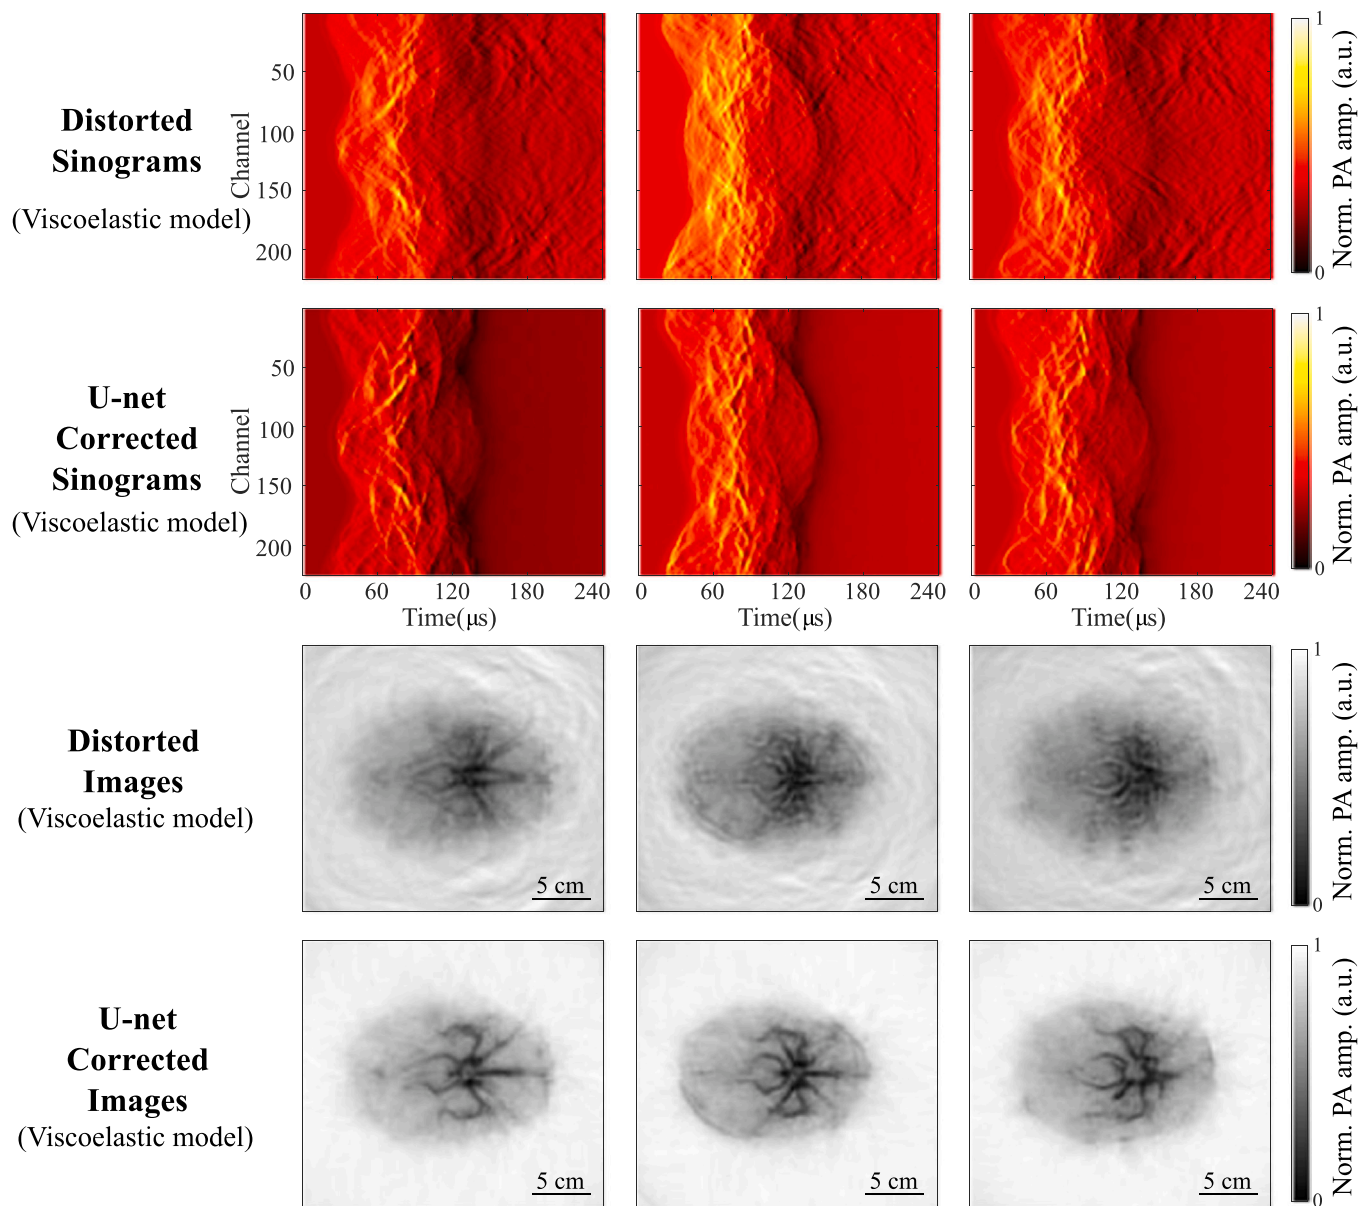 Distorted
Sinograms
(Viscoelastic model)
Channel
50
100
150
200
1
Norm. PA amp. (a.u.)
0
U-net
Corrected
Sinograms
(Viscoelastic model)
Channel
50
100
150
200
1
Norm. PA amp. (a.u.)
0
0 60 120 180 240
Time(μs)
0 60 120 180 240
Time(μs)
0 60 120 180 240
Time(μs)
Distorted
Images
(Viscoelastic model)
5 cm
5 cm
5 cm
1
Norm. PA amp. (a.u.)
0
U-net
Corrected
Images
(Viscoelastic model)
5 cm
5 cm
5 cm
1
Norm. PA amp. (a.u.)
0